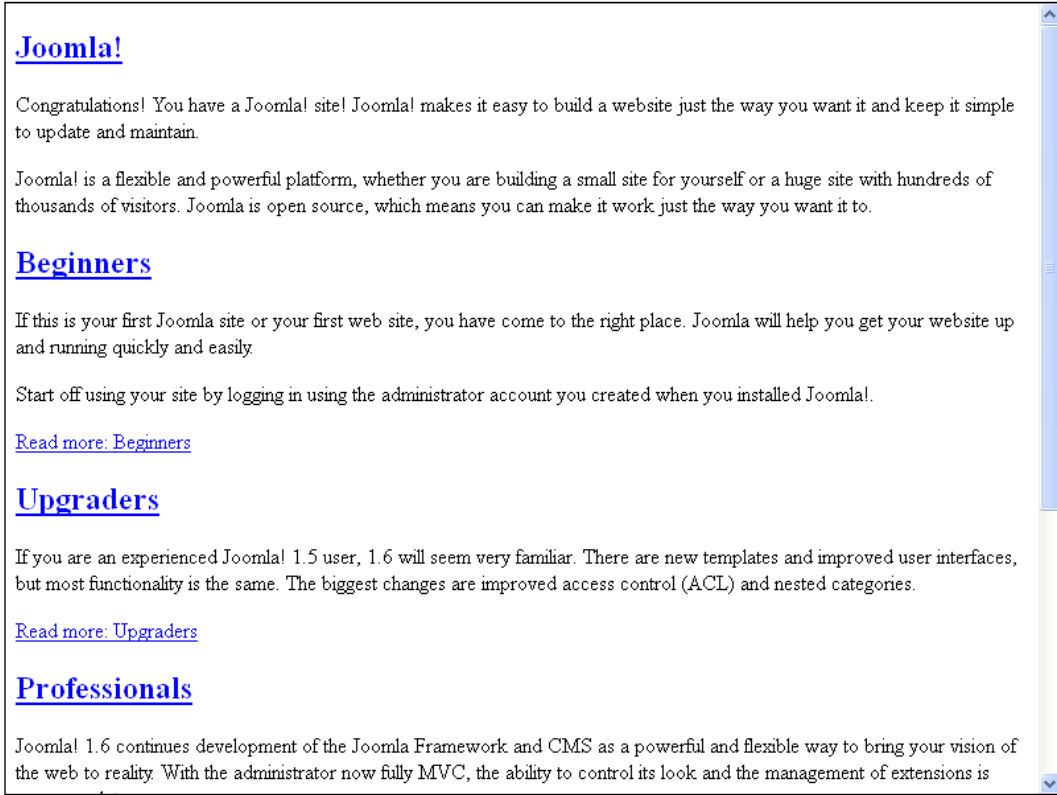 Joomla!
Congratulations! You have a Joomla! site! Joomla! makes it easy to build a website just the way you want it and keep it simple
to update and maintain.
Joomla! is a flexible and powerful platform, whether you are building a small site for yourself or a huge site with hundreds of
thousands of visitors. Joomla is open source, which means you can make it work just the way you want it to.
Beginners
If this is your first Joomla site or your first web site, you have come to the right place. Joomla will help you get your website up
and running quickly and easily.
Start off using your site by logging in using the administrator account you created when you installed Joomla!.
Read more: Beginners
Upgraders
If you are an experienced Joomla! 1.5 user, 1.6 will seem very familiar. There are new templates and improved user interfaces,
but most functionality is the same. The biggest changes are improved access control (ACL) and nested categories.
Read more: Upgraders
Professionals
Joomla! 1.6 continues development of the Joomla Framework and CMS as a powerful and flexible way to bring your vision of
the web to reality. With the administrator now fully MVC, the ability to control its look and the management of extensions is